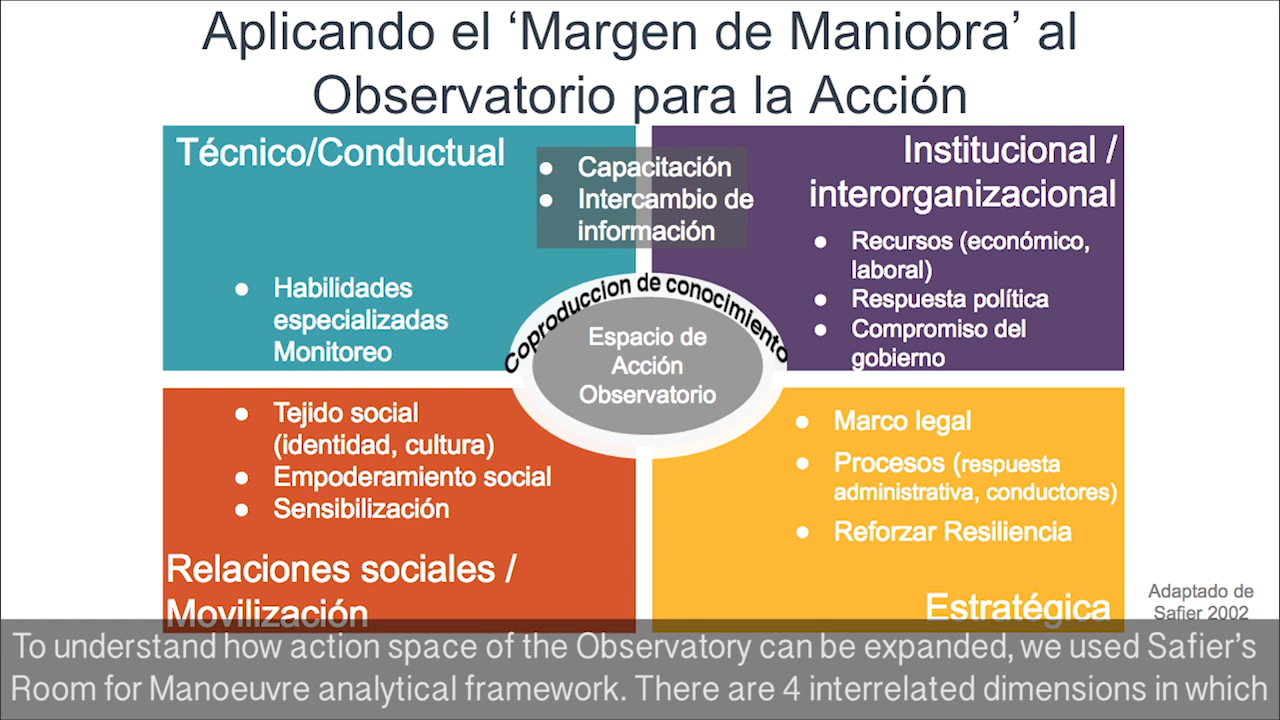 Aplicando el ‘Margen de Maniobra’ al
Observatorio para la Acción
Técnico/Conductual
● Habilidades
especializadas
Monitoreo
● Capacitación
● Intercambio de
información
Institucional /
interorganizacional
● Recursos (económico,
laboral)
● Respuesta política
● Compromiso del
gobierno
Coproduccion de conocimiento
Espacio de
Acción
Observatorio
● Tejido social
(identidad, cultura)
● Empoderamiento social
● Sensibilización
Relaciones sociales /
Movilización
● Marco legal
● Procesos (respuesta
administrativa, conductores)
● Reforzar Resiliencia
Estratégica
Adaptado de
Safier 2002
To understand how action space of the Observatory can be expanded, we used Safier’s
Room for Manoeuvre analytical framework. There are 4 interrelated dimensions in which